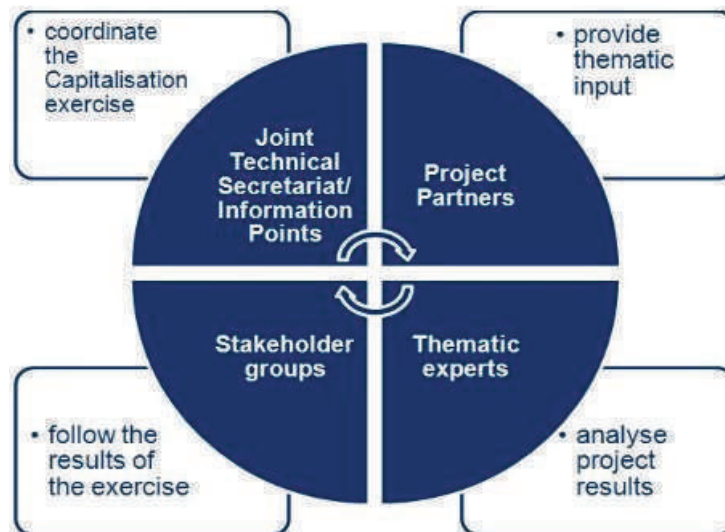 • coordinate
the
Capitalisation
exercise
• provide
thematic
input
Joint
Technical
Secretariat/
Information
Points
Project
Partners
Stakeholder
groups
Thematic
experts
• follow the
results of
the exercise
• analyse
project
results